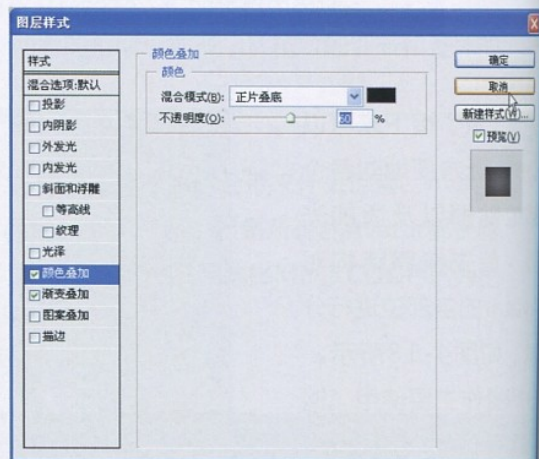 图层样式
样式
混合选项:默认
投影
内阴影
外发光
内发光
斜面和浮雕
等高线
纹理
光泽
颜色叠加
渐变叠加
图案叠加
描边
颜色叠加
颜色
混合模式(B): 正片叠底
不透明度(O): 60 %
确定
取消
新建样式(W)...
预览(V)